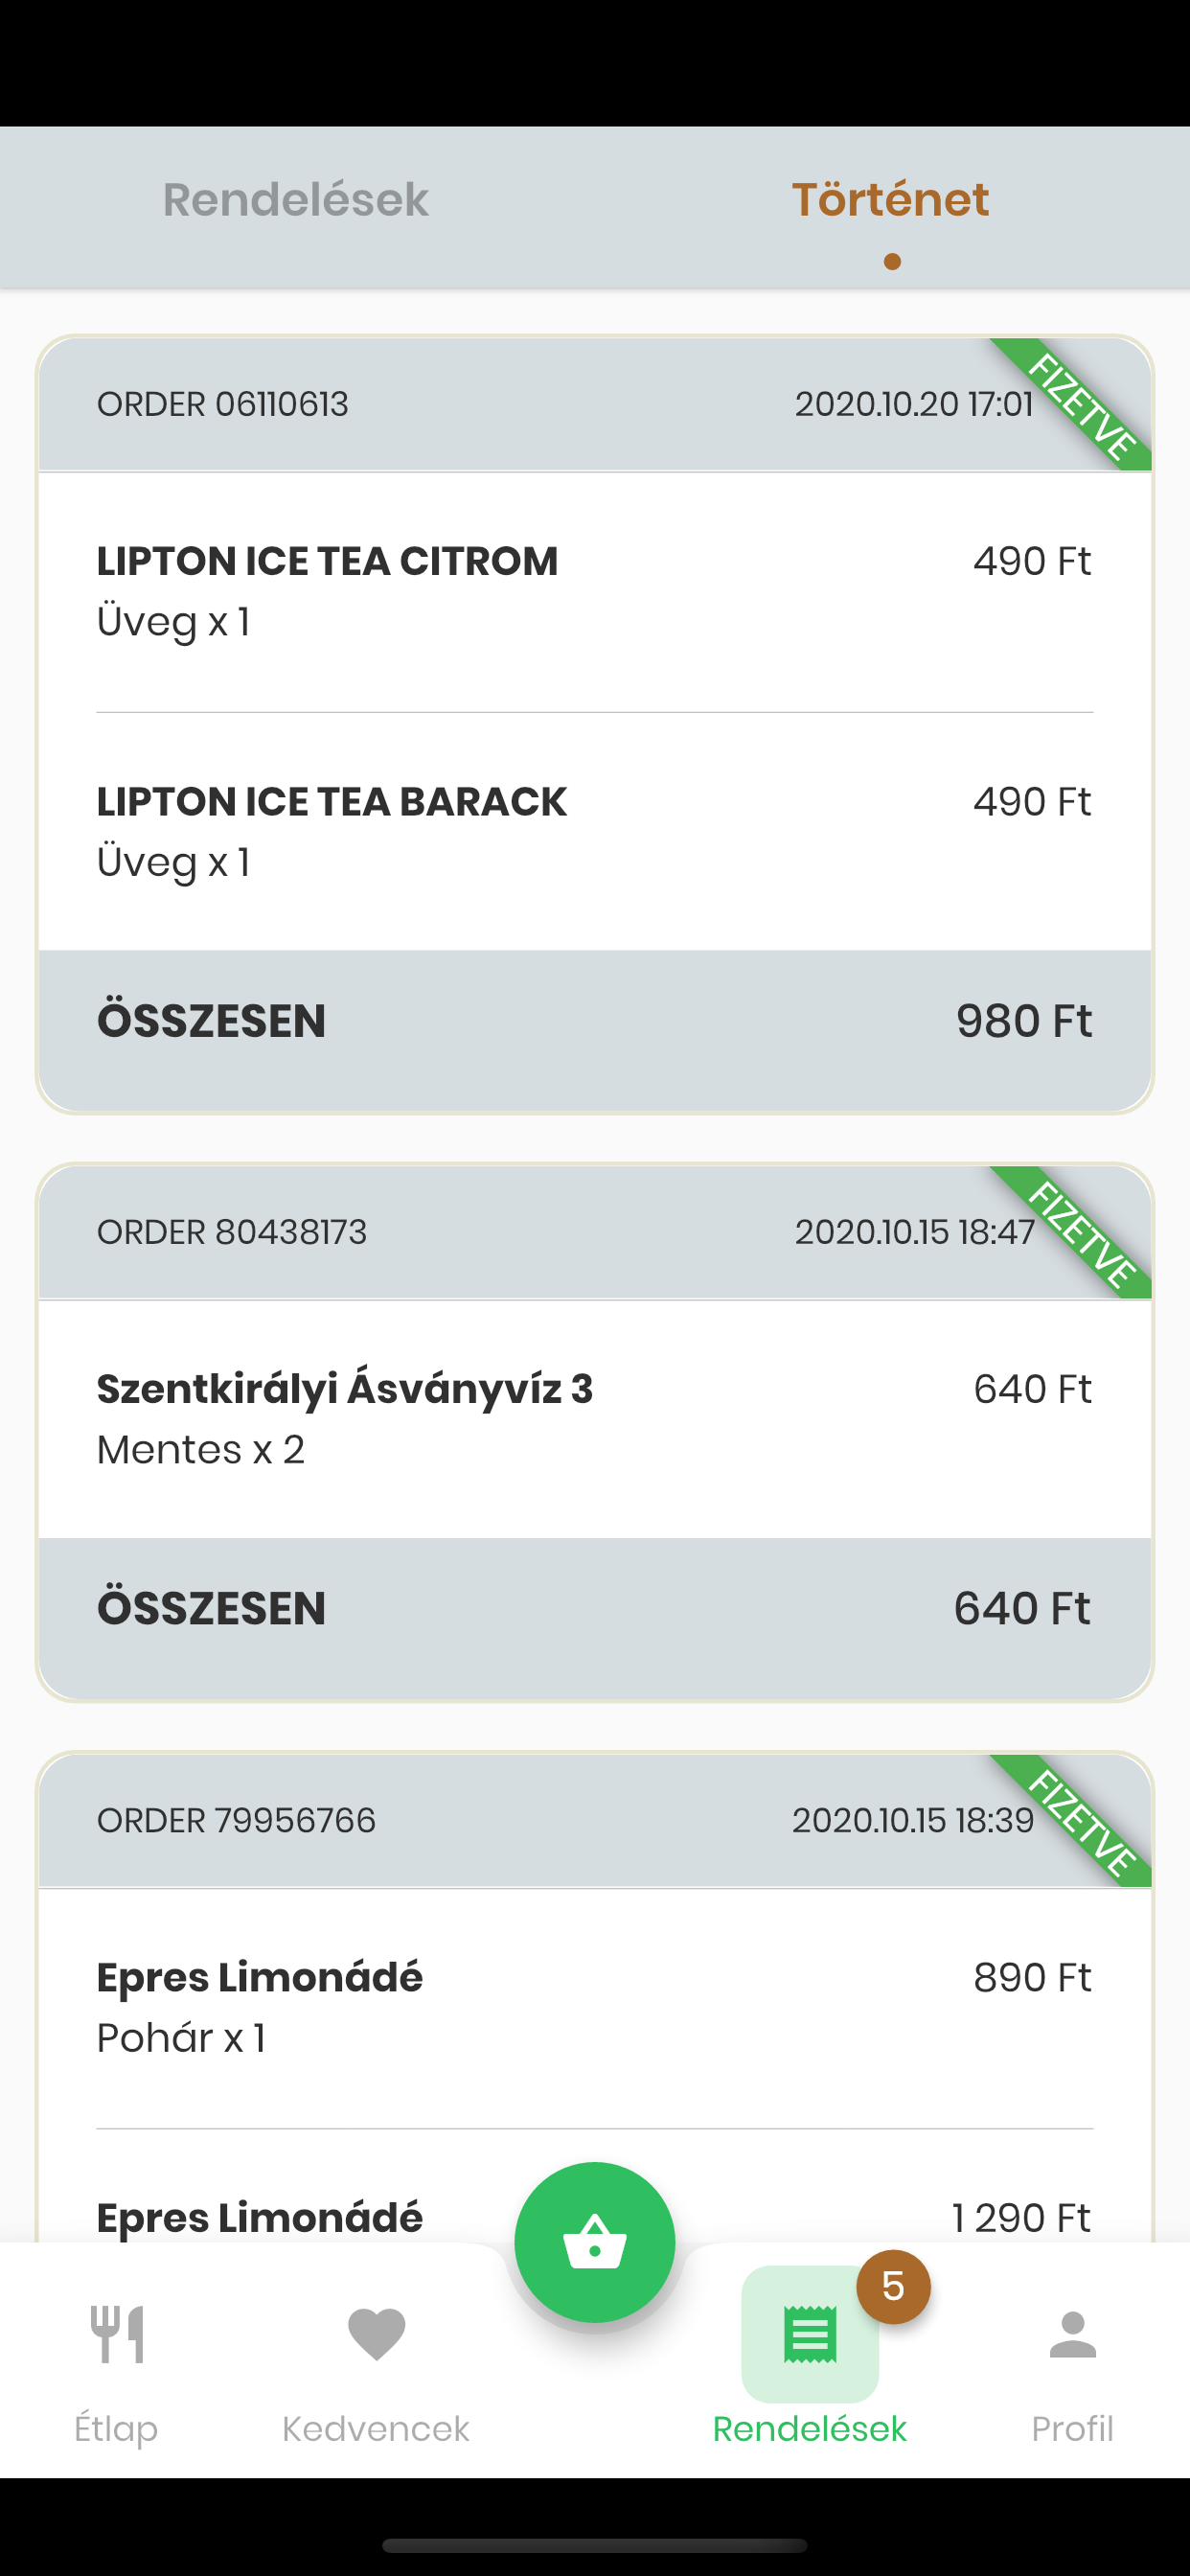 Rendelések Történet
ORDER 06110613 2020.10.20 17:01 FIZETVE
LIPTON ICE TEA CITROM 490 Ft
Üveg x 1
LIPTON ICE TEA BARACK 490 Ft
Üveg x 1
ÖSSZESEN 980 Ft
ORDER 80438173 2020.10.15 18:47 FIZETVE
Szentkirályi Ásványvíz 3 640 Ft
Mentes x 2
ÖSSZESEN 640 Ft
ORDER 79956766 2020.10.15 18:39 FIZETVE
Epres Limonádé 890 Ft
Pohár x 1
Epres Limonádé 1 290 Ft
5
Étlap Kedvencek Rendelések Profil